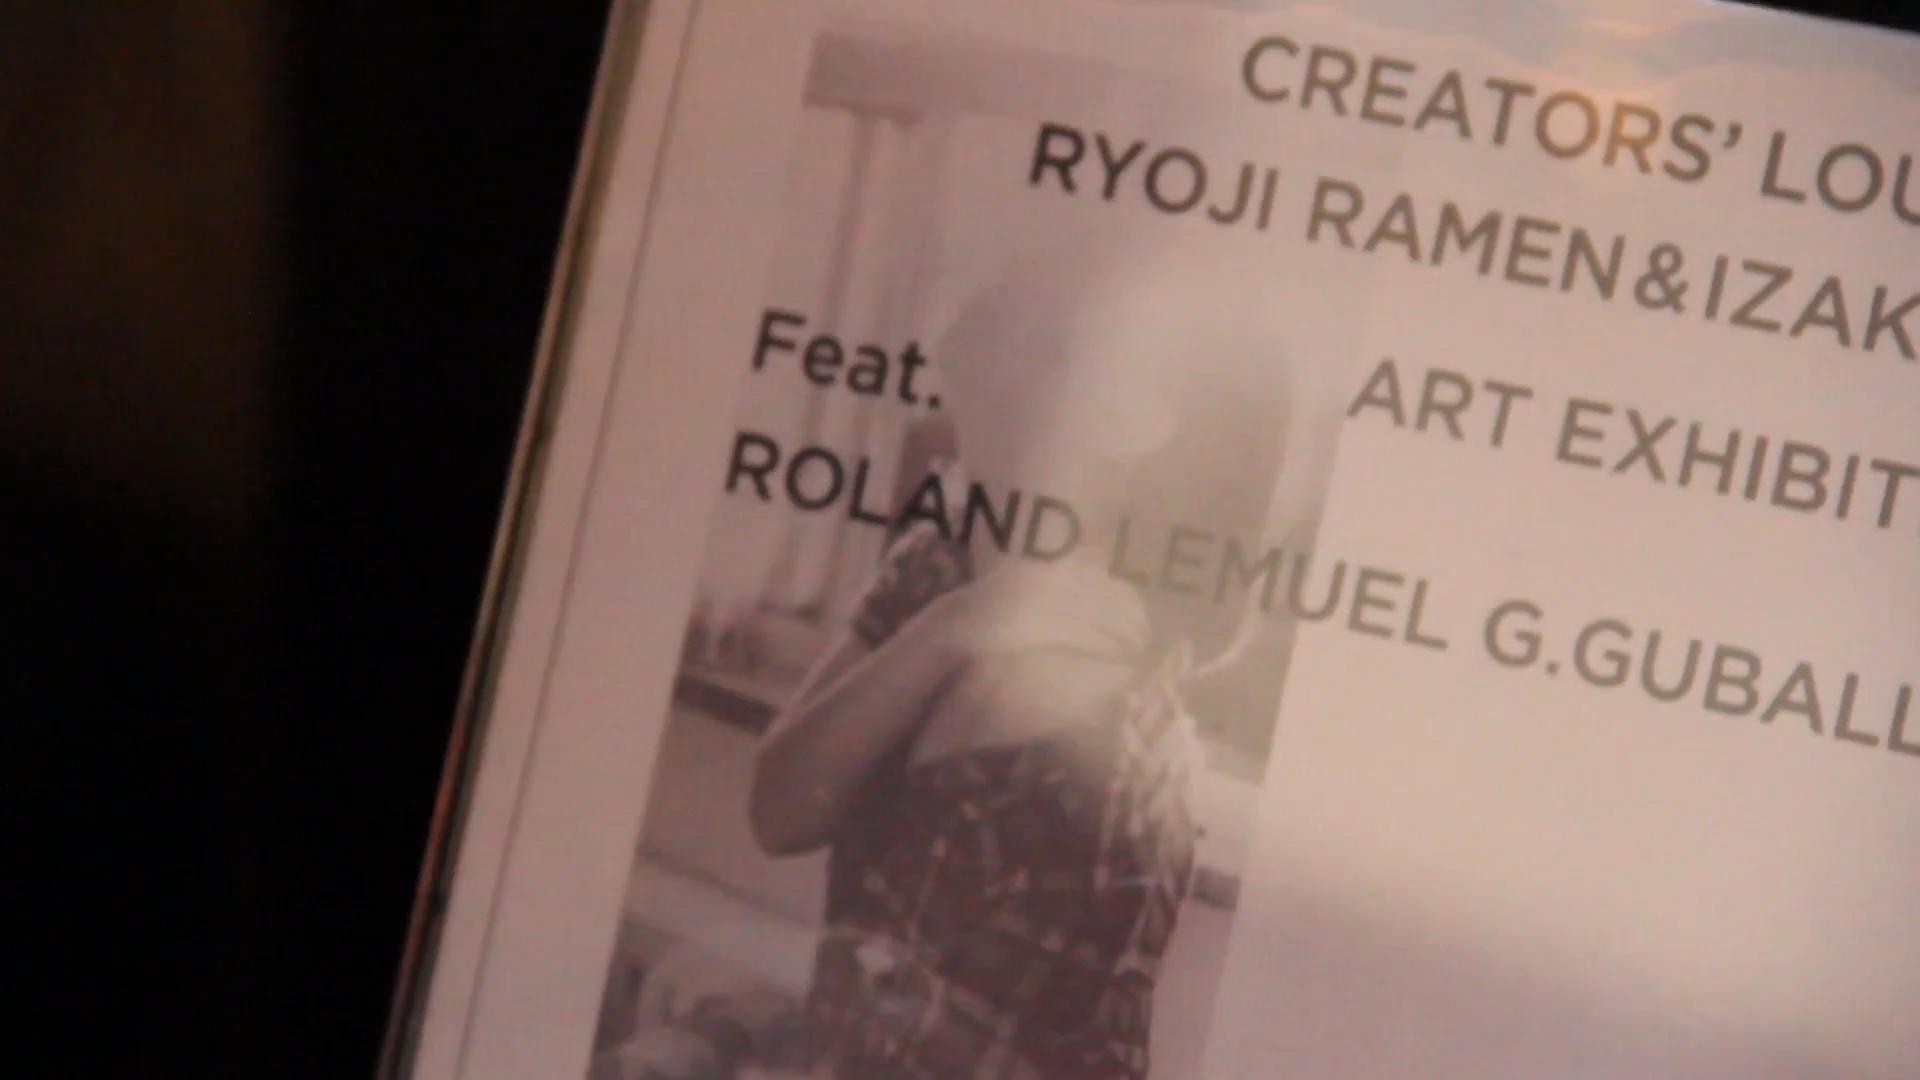 CREATORS' LOU
RYOJI RAMEN & IZAK
ART EXHIBIT
Feat.
ROLAND LEMUEL G.GUBALL